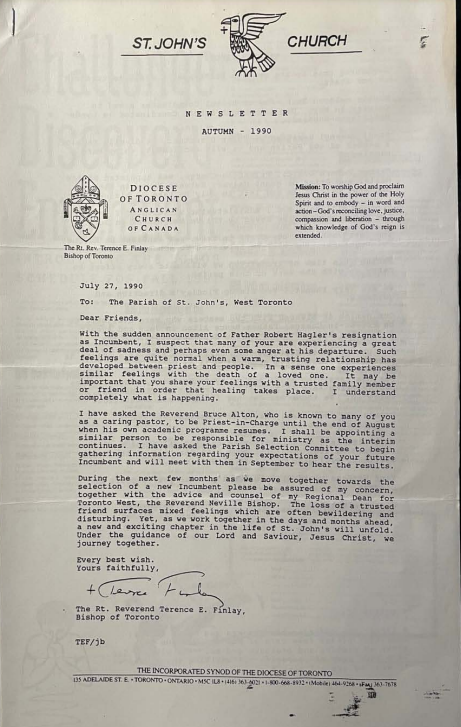 ST. JOHN'S CHURCH
NEWSLETTER
AUTUMN - 1990
DIOCESE
OF TORONTO
ANGLICAN
CHURCH
OF CANADA
Mission: To worship God and proclaim
Jesus Christ in the power of the Holy
Spirit and to embody – in word and
action – God's reconciling love, justice,
compassion and liberation – through
which knowledge of God's reign is
extended.
The Rt. Rev. Terence E. Finlay
Bishop of Toronto
July 27, 1990
To: The Parish of St. John's, West Toronto
Dear Friends,
With the sudden announcement of Father Robert Hagler's resignation
as Incumbent, I suspect that many of your are experiencing a great
deal of sadness and perhaps even some anger at his departure. Such
feelings are quite normal when a warm, trusting relationship has
developed between priest and people. In a sense one experiences
similar feelings with the death of a loved one. It may be
important that you share your feelings with a trusted family member
or friend in order that healing takes place. I understand
completely what is happening.
I have asked the Reverend Bruce Alton, who is known to many of you
as a caring pastor, to be Priest-in-Charge until the end of August
when his own academic programme resumes. I shall be appointing a
similar person to be responsible for ministry as the interim
continues. I have asked the Parish Selection Committee to begin
gathering information regarding your expectations of your future
Incumbent and will meet with them in September to hear the results.
During the next few months as we move together towards the
selection of a new Incumbent please be assured of my concern,
together with the advice and counsel of my Regional Dean for
Toronto West, the Reverend Neville Bishop. The loss of a trusted
friend surfaces mixed feelings which are often bewildering and
disturbing. Yet, as we work together in the days and months ahead,
a new and exciting chapter in the life of St. John's will unfold.
Under the guidance of our Lord and Saviour, Jesus Christ, we
journey together.
Every best wish.
Yours faithfully,
+ Terence Finlay
The Rt. Reverend Terence E. Finlay,
Bishop of Toronto
TEF/jb
THE INCORPORATED SYNOD OF THE DIOCESE OF TORONTO
135 ADELAIDE ST. E. • TORONTO • ONTARIO • M5C 1L8 • (416) 363-6021 • 1-800-668-8932 • (Mobile) 464-9268 • (Fax) 363-7678